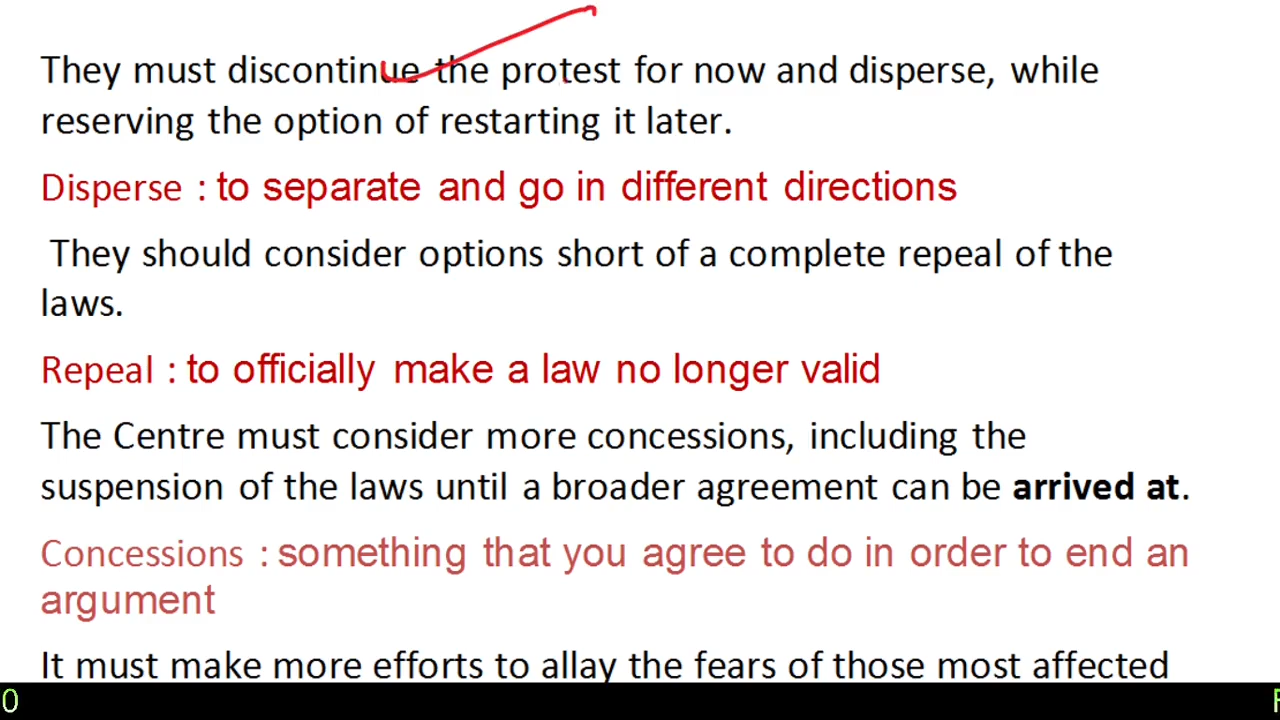 They must discontinue the protest for now and disperse, while
reserving the option of restarting it later.
Disperse : to separate and go in different directions
They should consider options short of a complete repeal of the
laws.
Repeal : to officially make a law no longer valid
The Centre must consider more concessions, including the
suspension of the laws until a broader agreement can be arrived at.
Concessions : something that you agree to do in order to end an
argument
It must make more efforts to allay the fears of those most affected
0